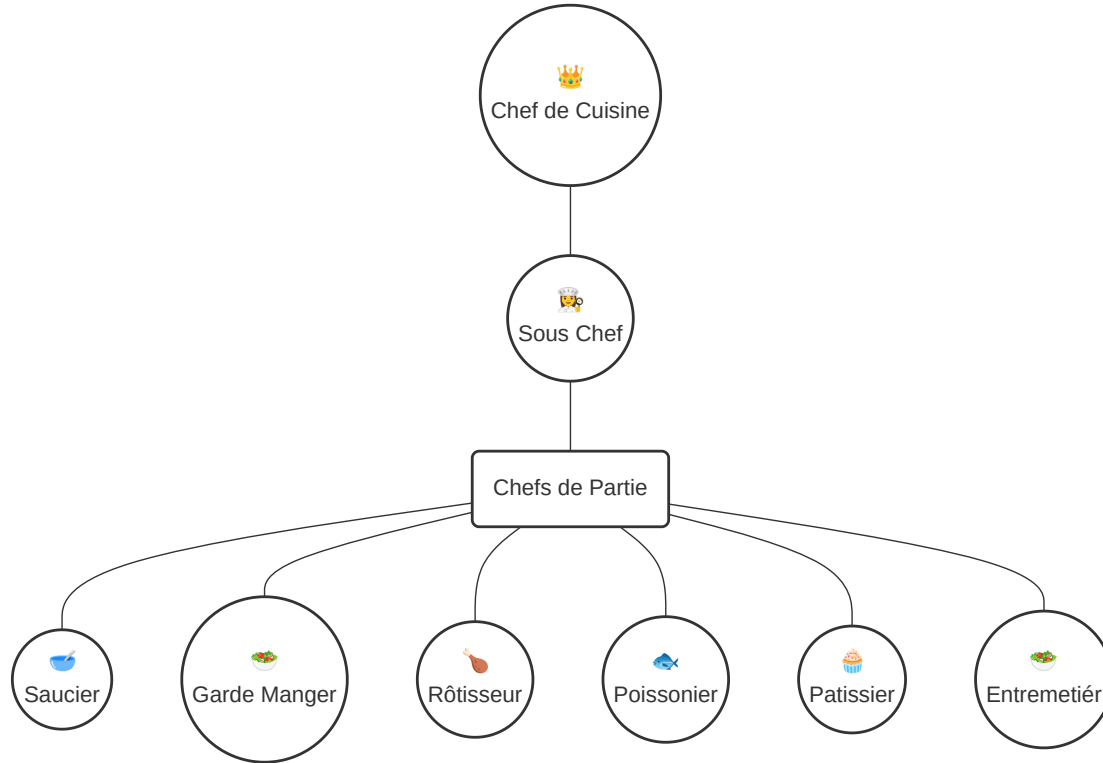 Chef de Cuisine
Sous Chef
Chefs de Partie
Saucier
Garde Manger
Rôtisseur
Poissonier
Patissier
Entremetiér